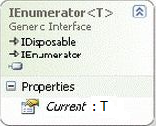 IEnumerator<T>
Generic Interface
IDisposable
IEnumerator
Properties
Current : T